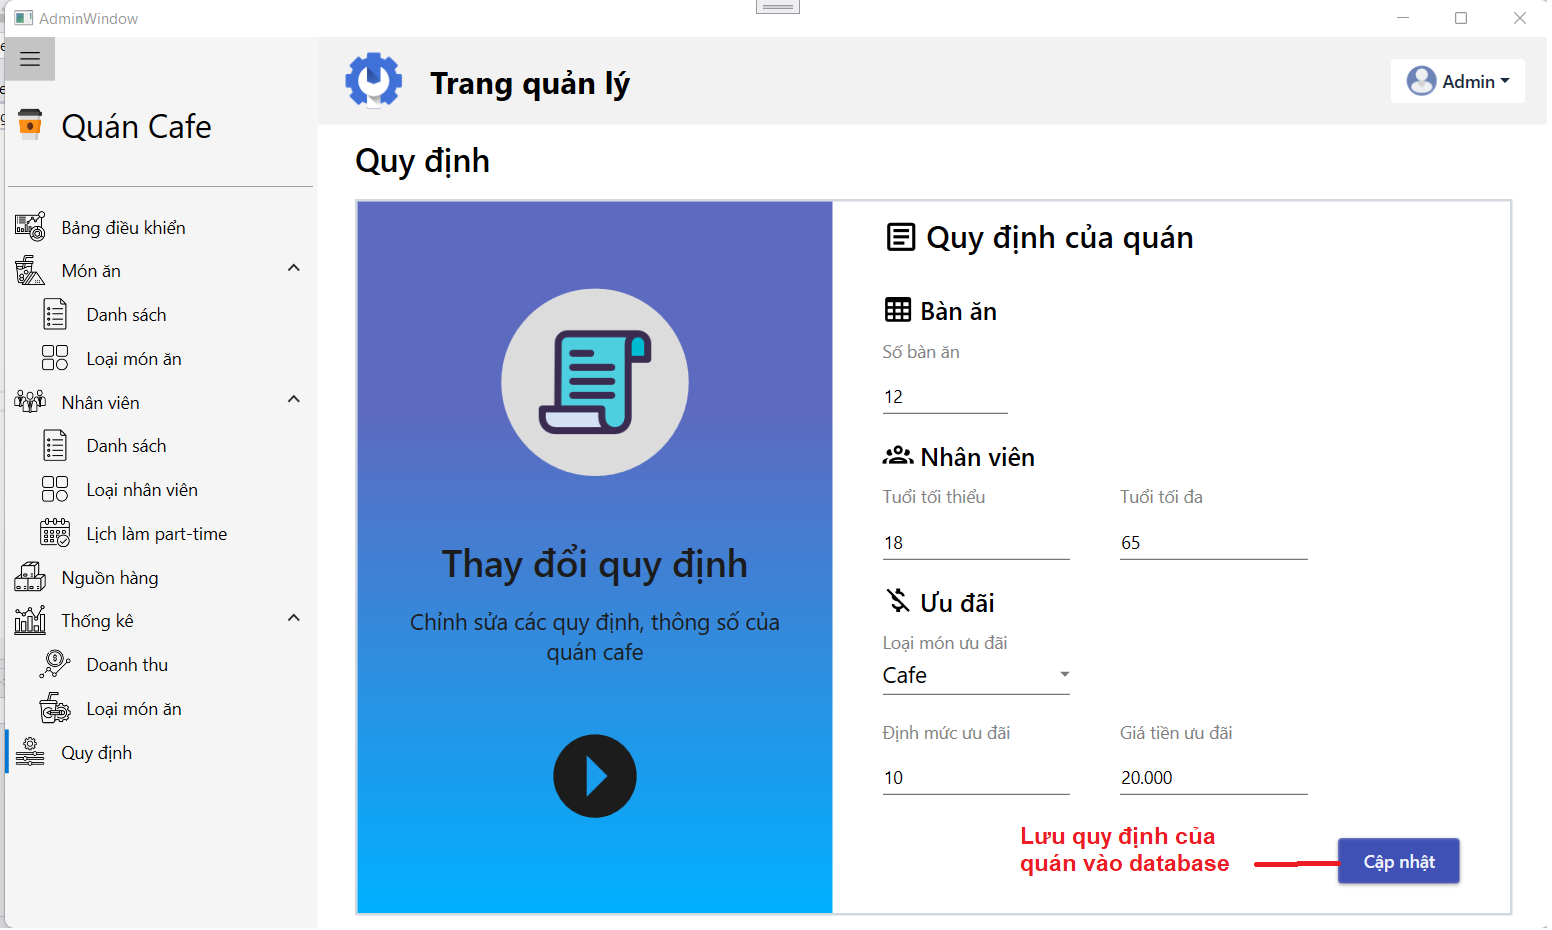 AdminWindow
Trang quản lý
Admin
Quán Cafe
Bảng điều khiển
Món ăn
Danh sách
Loại món ăn
Nhân viên
Danh sách
Loại nhân viên
Lịch làm part-time
Nguồn hàng
Thống kê
Doanh thu
Loại món ăn
Quy định
Quy định
Thay đổi quy định
Chỉnh sửa các quy định, thông số của
quán cafe
Quy định của quán
Bàn ăn
Số bàn ăn
12
Nhân viên
Tuổi tối thiểu Tuổi tối đa
18 65
Ưu đãi
Loại món ưu đãi
Cafe
Định mức ưu đãi Giá tiền ưu đãi
10 20.000
Lưu quy định của
quán vào database
Cập nhật